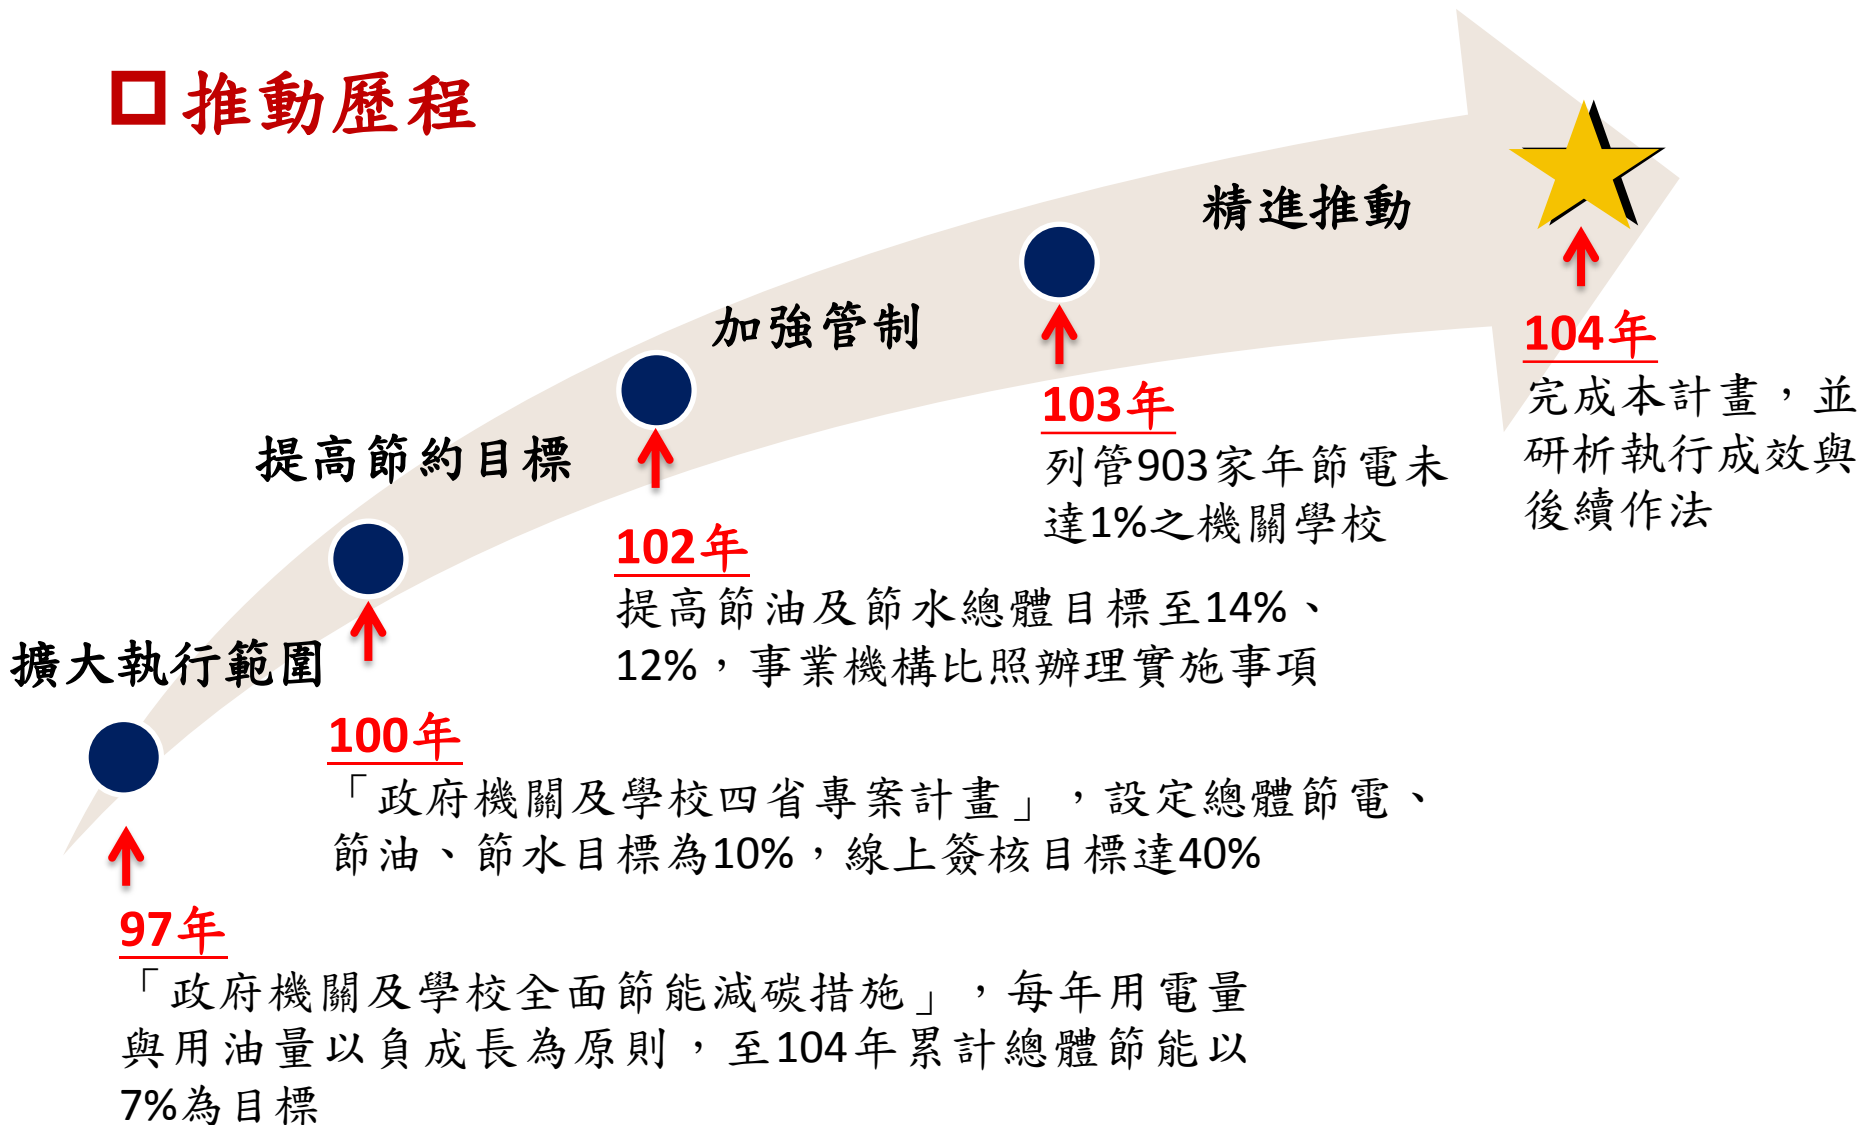 推動歷程
精進推動
加強管制
提高節約目標
擴大執行範圍
104年
完成本計畫，並
研析執行成效與
後續作法
103年
列管903家年節電未
達1%之機關學校
102年
提高節油及節水總體目標至14%、
12%，事業機構比照辦理實施事項
100年
「政府機關及學校四省專案計畫」，設定總體節電、
節油、節水目標為10%，線上簽核目標達40%
97年
「政府機關及學校全面節能減碳措施」，每年用電量
與用油量以負成長為原則，至104年累計總體節能以
7%為目標